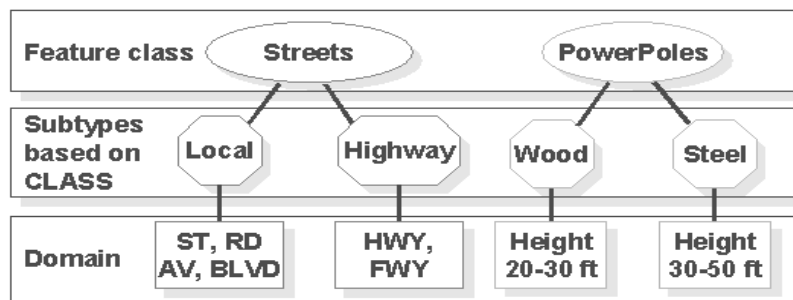 Feature class
Streets
PowerPoles
Subtypes
based on
CLASS
Local
Highway
Wood
Steel
Domain
ST, RD
AV, BLVD
HWY,
FWY
Height
20-30 ft
Height
30-50 ft